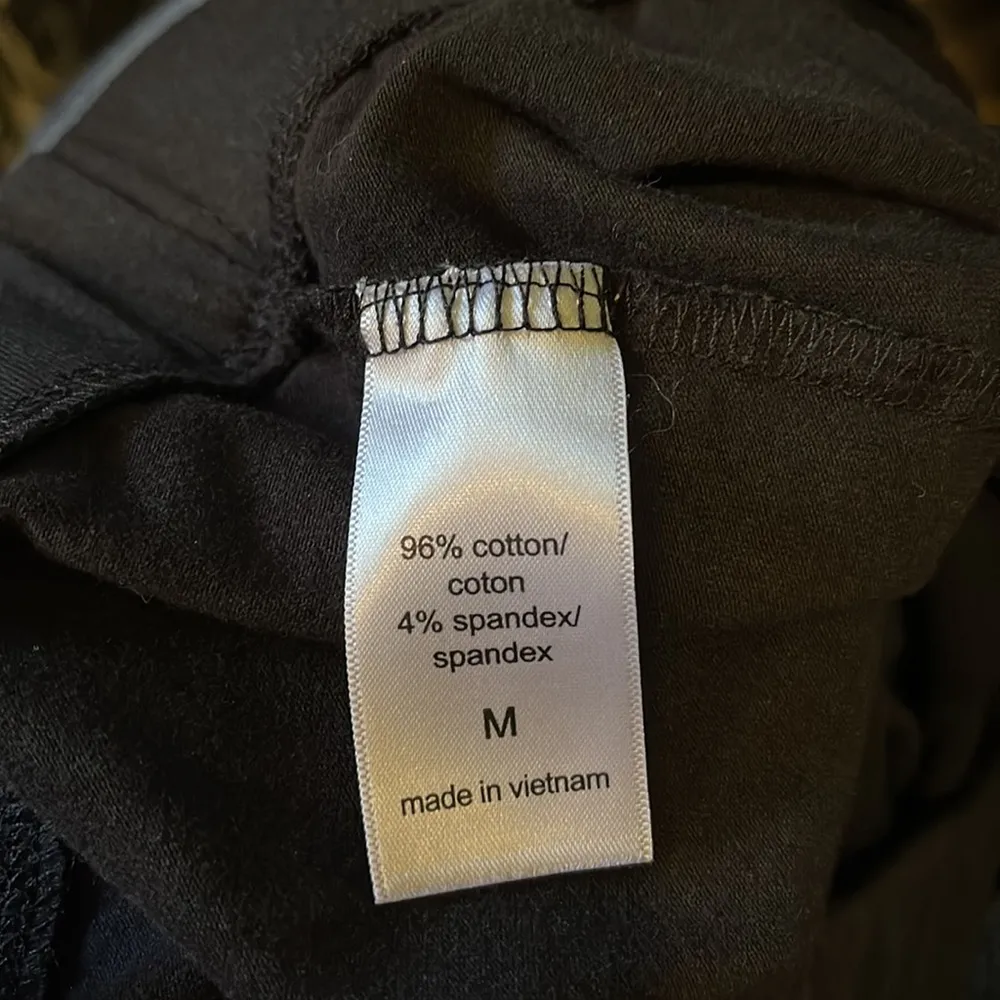 96% cotton/
coton
4% spandex/
spandex
M
made in vietnam